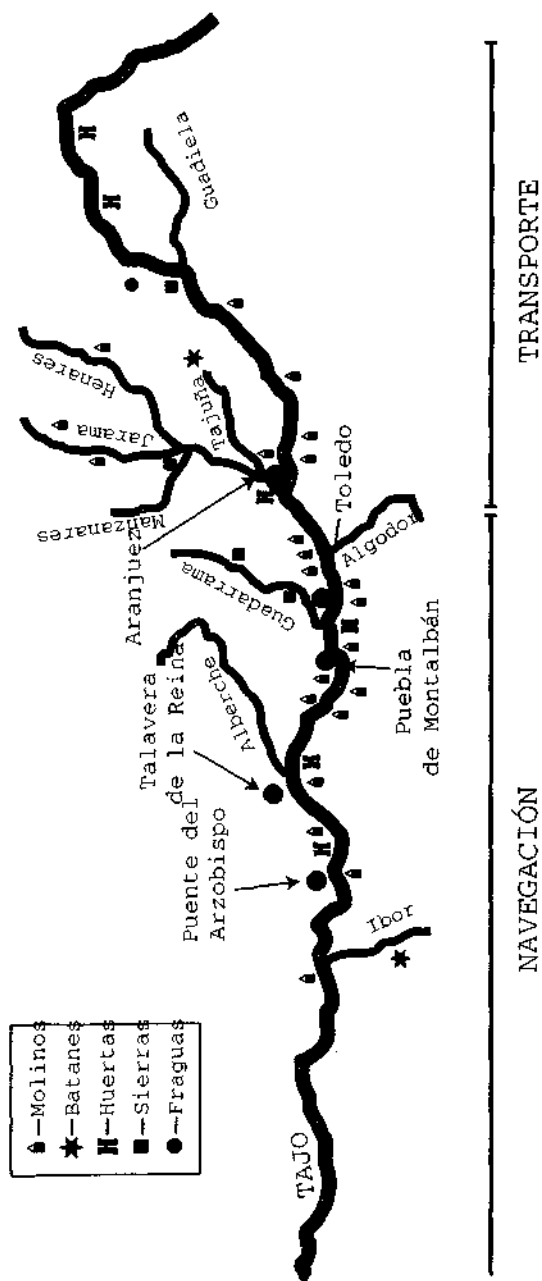 Molinos
Batanes
Huertas
Sierras
Fraguas
TAJO
Ibor
Puente del
Arzobispo
Talavera
de la Reina
Alberche
Puebla
de Montalbán
Guadarrama
Algodor
Toledo
Aranjuez
Manzanares
Jarama
Henares
Tajuña
Guadiela
NAVEGACIÓN
TRANSPORTE